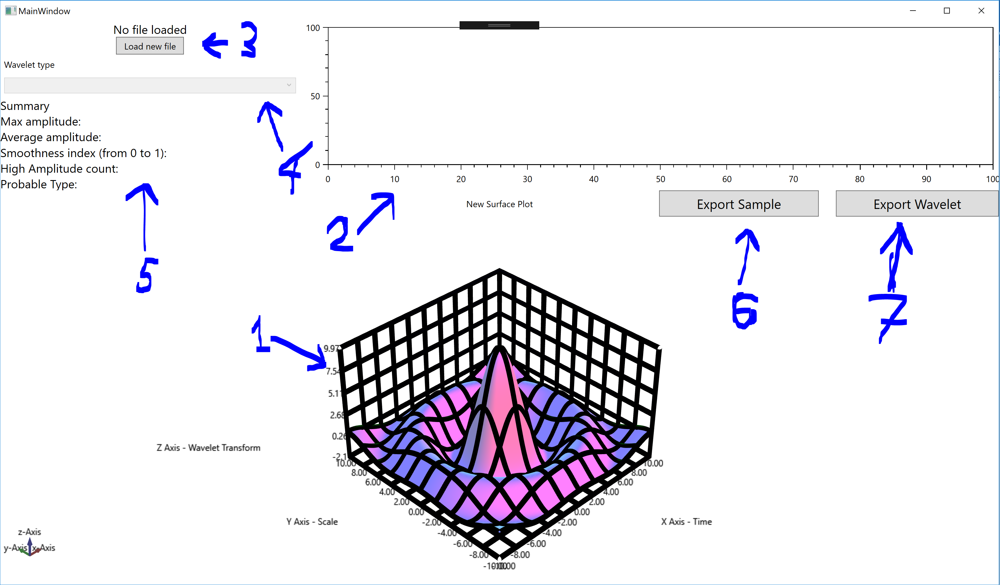 MainWindow
No file loaded
Load new file
3
Wavelet type
Summary
Max amplitude:
Average amplitude:
Smoothness index (from 0 to 1):
High Amplitude count:
Probable Type:
4
5
100
50
0
0 10 20 30 40 50 60 70 80 90 100
2
New Surface Plot
Export Sample
Export Wavelet
6
7
1
9.97
7.54
5.11
2.68
0.26
-2.1
Z Axis - Wavelet Transform
10.00
8.00
6.00
4.00
2.00
0.00
-2.00
-4.00
-6.00
-8.00
-10.00
Y Axis - Scale
10.00
8.00
6.00
4.00
2.00
0.00
-2.00
-4.00
-6.00
-8.00
X Axis - Time
z-Axis
y-Axis x-Axis